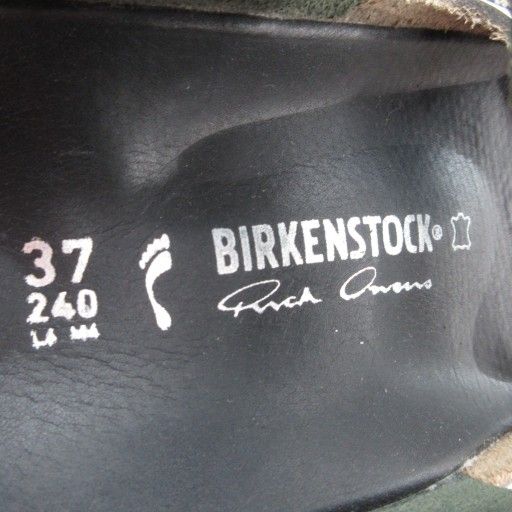 37
240
L6 M4
BIRKENSTOCK®
Rick Owens